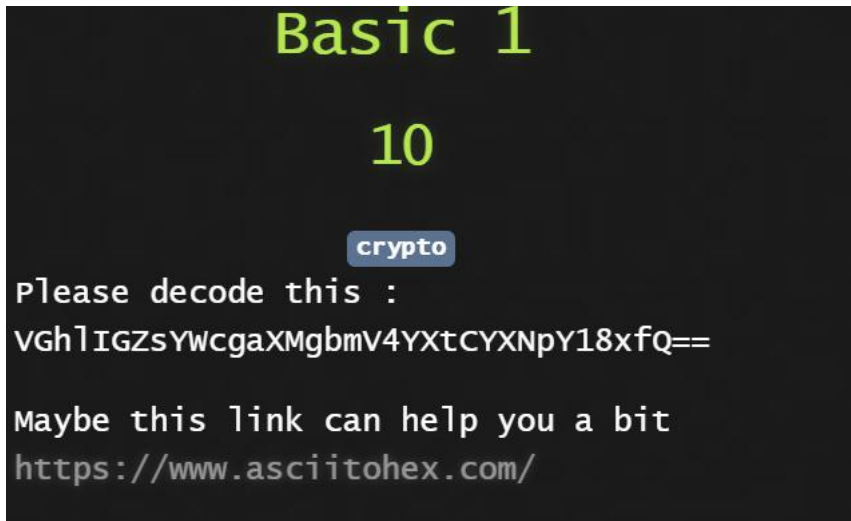 Basic 1
10
crypto
Please decode this :
VGhlIGZsYWcgaXMgbmV4YXtCYXNpY18xfQ==
Maybe this link can help you a bit
https://www.asciitohex.com/